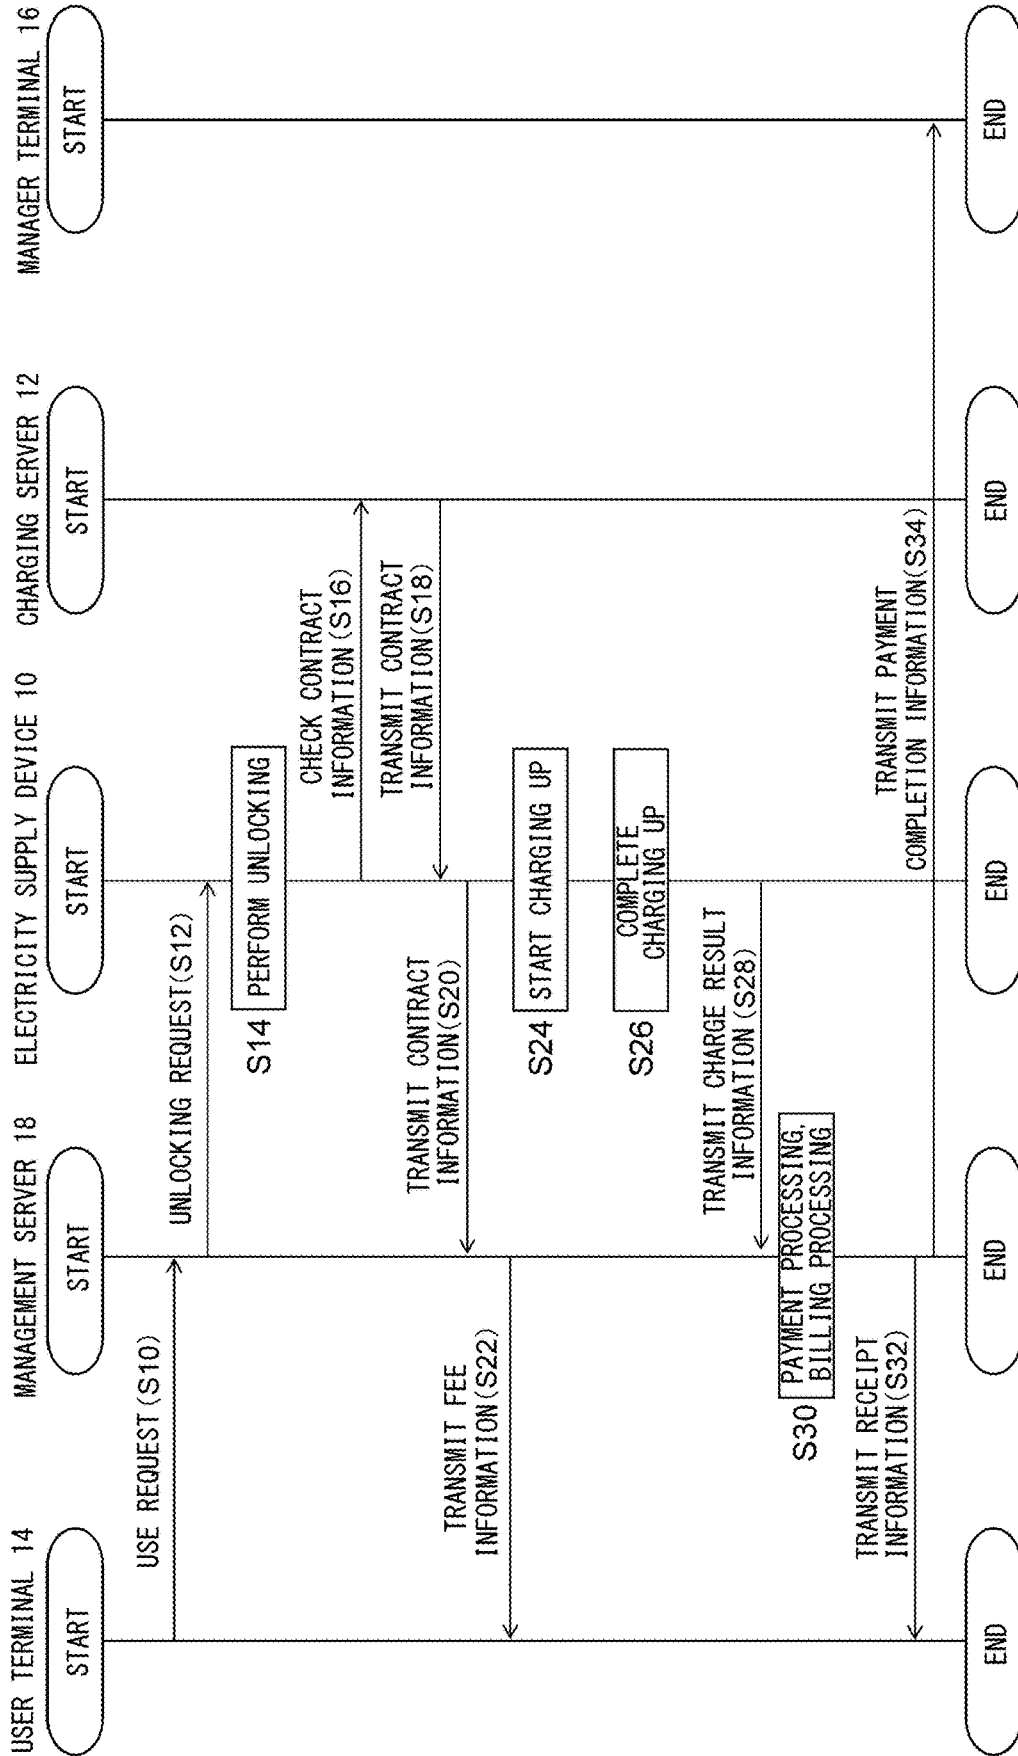 USER TERMINAL 14
MANAGEMENT SERVER 18
ELECTRICITY SUPPLY DEVICE 10
CHARGING SERVER 12
MANAGER TERMINAL 16
START
START
START
START
START
USE REQUEST(S10)
UNLOCKING REQUEST(S12)
S14
PERFORM UNLOCKING
CHECK CONTRACT
INFORMATION(S16)
TRANSMIT CONTRACT
INFORMATION(S18)
TRANSMIT CONTRACT
INFORMATION(S20)
TRANSMIT FEE
INFORMATION(S22)
S24
START CHARGING UP
S26
COMPLETE
CHARGING UP
TRANSMIT CHARGE RESULT
INFORMATION(S28)
S30
PAYMENT PROCESSING,
BILLING PROCESSING
TRANSMIT RECEIPT
INFORMATION(S32)
TRANSMIT PAYMENT
COMPLETION INFORMATION(S34)
END
END
END
END
END